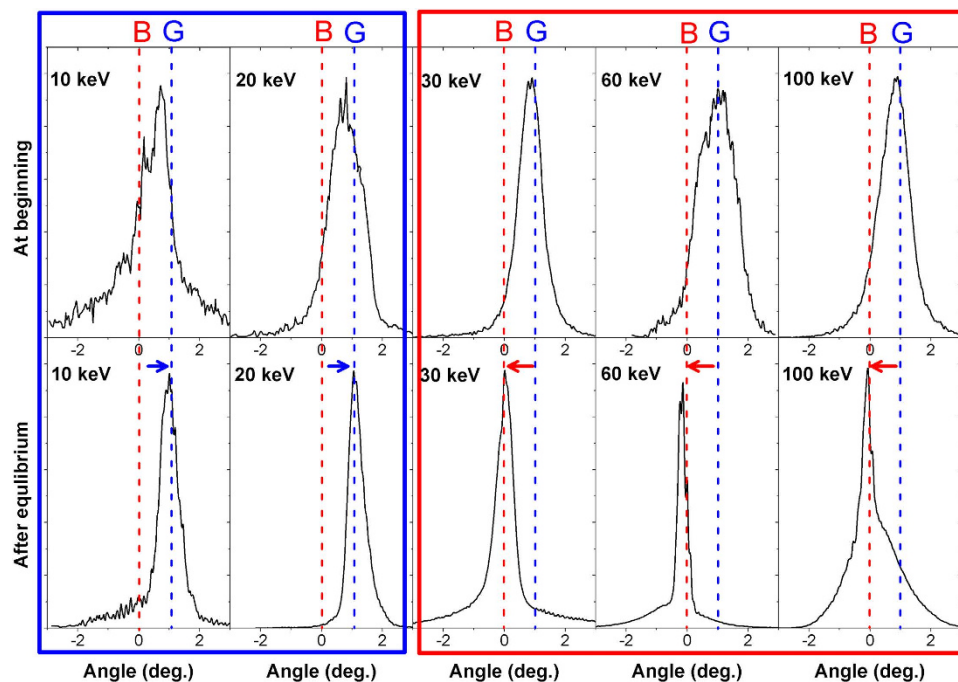 B G B G B G B G B G
10 keV 20 keV 30 keV 60 keV 100 keV
At beginning
-2 0 2 -2 0 2 -2 0 2 -2 0 2 -2 0 2
10 keV 20 keV 30 keV 60 keV 100 keV
After equlibrium
-2 0 2 -2 0 2 -2 0 2 -2 0 2 -2 0 2
Angle (deg.) Angle (deg.) Angle (deg.) Angle (deg.) Angle (deg.)